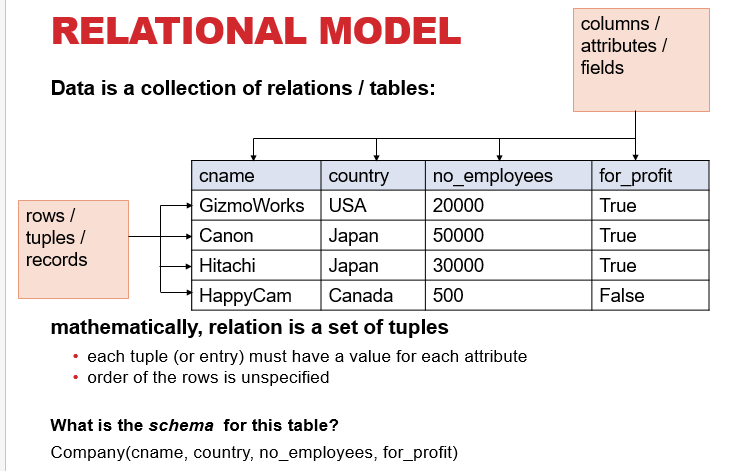 RELATIONAL MODEL
columns /
attributes /
fields
Data is a collection of relations / tables:
cname country no_employees for_profit
GizmoWorks USA 20000 True
Canon Japan 50000 True
Hitachi Japan 30000 True
HappyCam Canada 500 False
rows /
tuples /
records
mathematically, relation is a set of tuples
• each tuple (or entry) must have a value for each attribute
• order of the rows is unspecified
What is the schema for this table?
Company(cname, country, no_employees, for_profit)